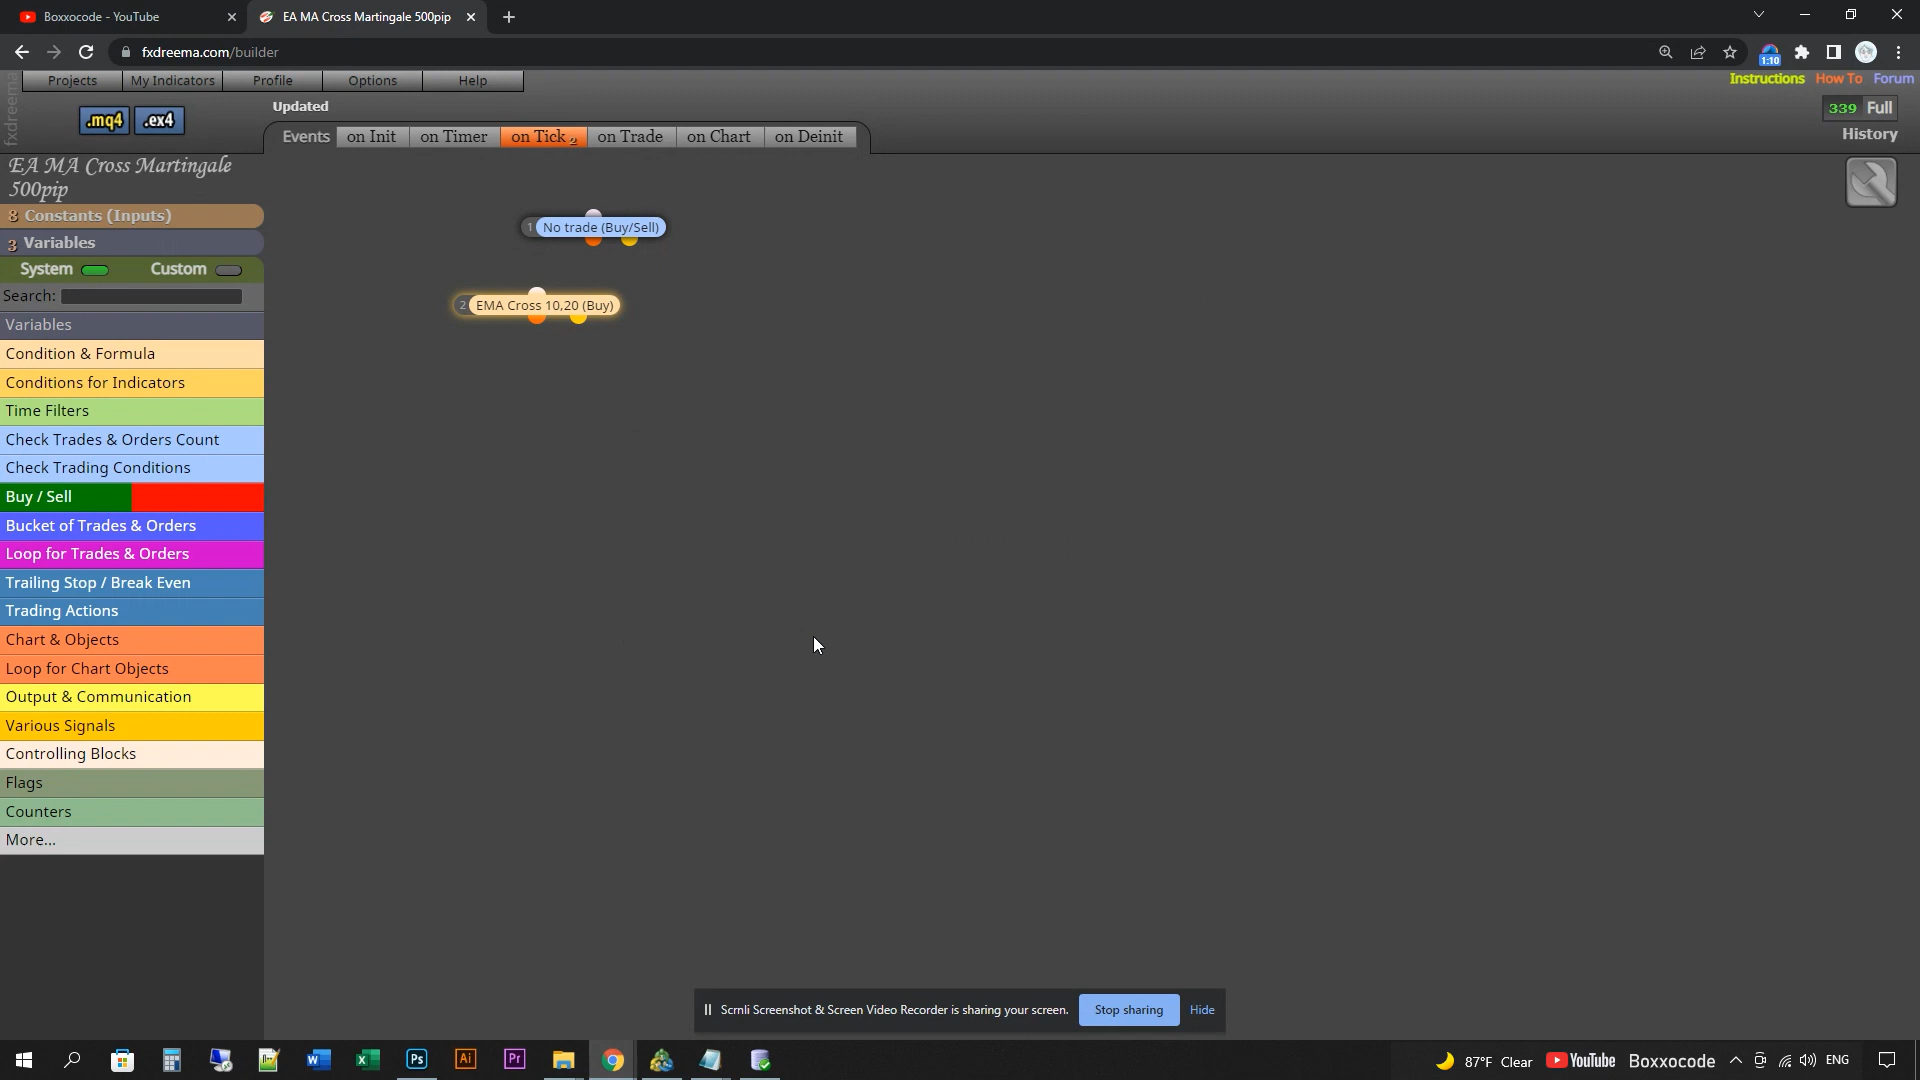 Boxxocode - YouTube
EA MA Cross Martingale 500pip
fxdreema.com/builder
1:10
Projects
My Indicators
Profile
Options
Help
Instructions
How To
Forum
fxdreema
.mq4
.ex4
Updated
339 Full
History
Events
on Init
on Timer
on Tick 2
on Trade
on Chart
on Deinit
EA MA Cross Martingale
500pip
8 Constants (Inputs)
3 Variables
System
Custom
Search:
Variables
Condition & Formula
Conditions for Indicators
Time Filters
Check Trades & Orders Count
Check Trading Conditions
Buy / Sell
Bucket of Trades & Orders
Loop for Trades & Orders
Trailing Stop / Break Even
Trading Actions
Chart & Objects
Loop for Chart Objects
Output & Communication
Various Signals
Controlling Blocks
Flags
Counters
More...
1 No trade (Buy/Sell)
2 EMA Cross 10,20 (Buy)
Scrnli Screenshot & Screen Video Recorder is sharing your screen.
Stop sharing
Hide
Ps
Ai
Pr
87°F Clear
YouTube Boxxocode
ENG